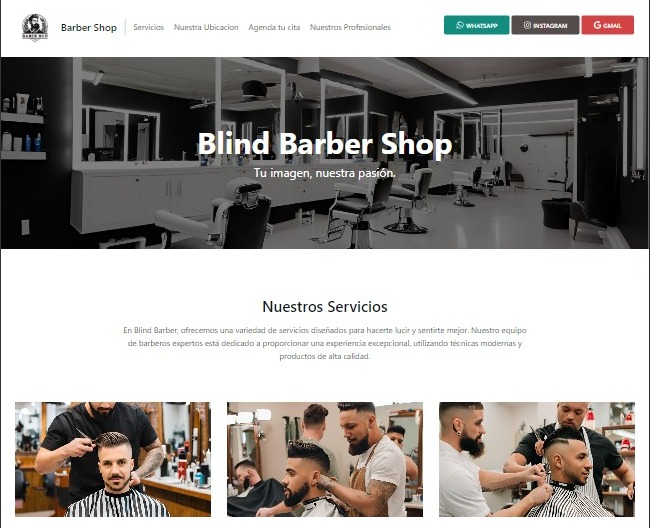 Barber Shop
Servicios
Nuestra Ubicacion
Agenda tu cita
Nuestros Profesionales
WHATSAPP
INSTAGRAM
GMAIL
Blind Barber Shop
Tu imagen, nuestra pasión.
Nuestros Servicios
En Blind Barber, ofrecemos una variedad de servicios diseñados para hacerte lucir y sentirte mejor. Nuestro equipo
de barberos expertos está dedicado a proporcionar una experiencia excepcional, utilizando técnicas modernas y
productos de alta calidad.